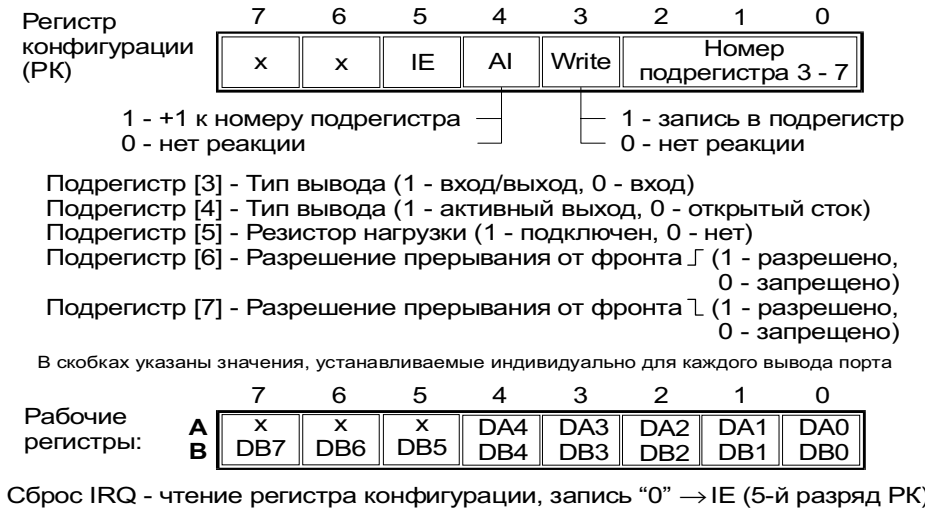 7 6 5 4 3 2 1 0
Регистр конфигурации (РК)
x x IE AI Write Номер подрегистра 3 - 7
1 - +1 к номеру подрегистра 1 - запись в подрегистр
0 - нет реакции 0 - нет реакции
Подрегистр [3] - Тип вывода (1 - вход/выход, 0 - вход)
Подрегистр [4] - Тип вывода (1 - активный выход, 0 - открытый сток)
Подрегистр [5] - Резистор нагрузки (1 - подключен, 0 - нет)
Подрегистр [6] - Разрешение прерывания от фронта (1 - разрешено,
0 - запрещено)
Подрегистр [7] - Разрешение прерывания от фронта (1 - разрешено,
0 - запрещено)
В скобках указаны значения, устанавливаемые индивидуально для каждого вывода порта
7 6 5 4 3 2 1 0
Рабочие
регистры:
A x x x DA4 DA3 DA2 DA1 DA0
B DB7 DB6 DB5 DB4 DB3 DB2 DB1 DB0
Сброс IRQ - чтение регистра конфигурации, запись “0” → IE (5-й разряд РК)